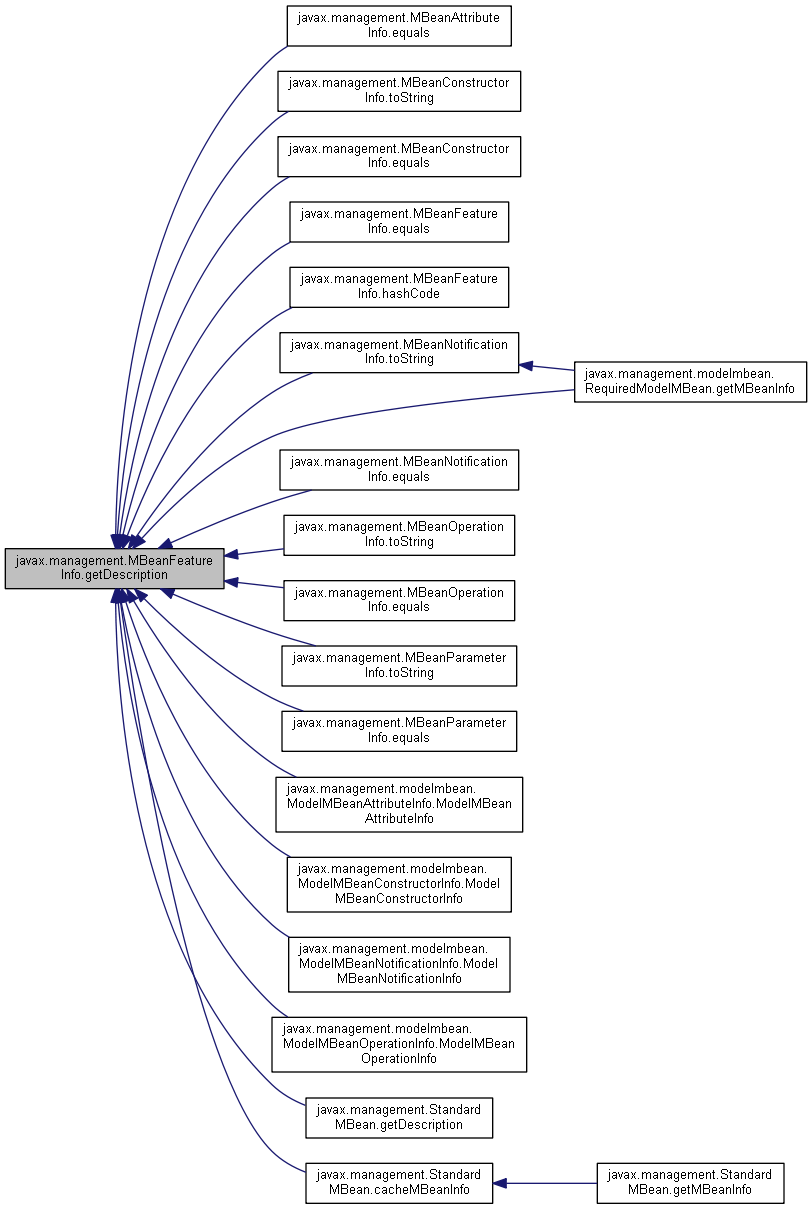 javax.management.MBeanAttribute
Info.equals
javax.management.MBeanConstructor
Info.toString
javax.management.MBeanConstructor
Info.equals
javax.management.MBeanFeature
Info.equals
javax.management.MBeanFeature
Info.hashCode
javax.management.MBeanNotification
Info.toString
javax.management.modelmbean.
RequiredModelMBean.getMBeanInfo
javax.management.MBeanNotification
Info.equals
javax.management.MBeanOperation
Info.toString
javax.management.MBeanFeature
Info.getDescription
javax.management.MBeanOperation
Info.equals
javax.management.MBeanParameter
Info.toString
javax.management.MBeanParameter
Info.equals
javax.management.modelmbean.
ModelMBeanAttributeInfo.ModelMBean
AttributeInfo
javax.management.modelmbean.
ModelMBeanConstructorInfo.Model
MBeanConstructorInfo
javax.management.modelmbean.
ModelMBeanNotificationInfo.Model
MBeanNotificationInfo
javax.management.modelmbean.
ModelMBeanOperationInfo.ModelMBean
OperationInfo
javax.management.Standard
MBean.getDescription
javax.management.Standard
MBean.cacheMBeanInfo
javax.management.Standard
MBean.getMBeanInfo